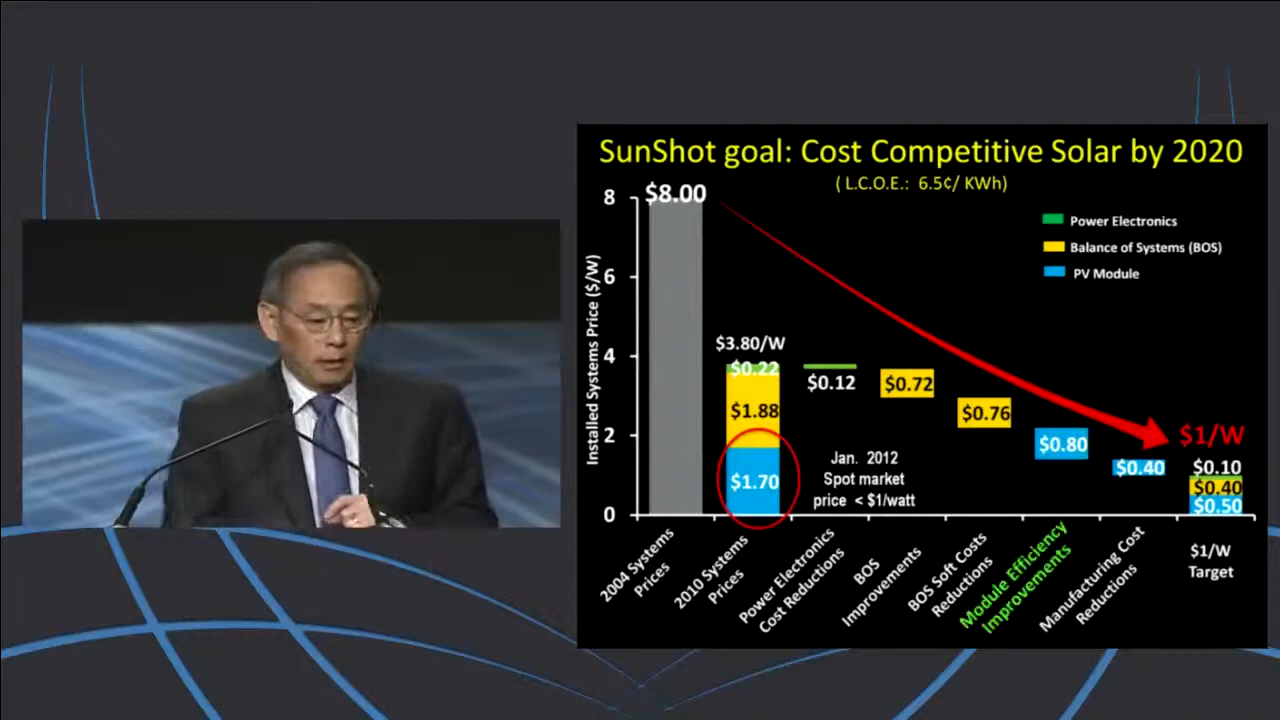 SunShot goal: Cost Competitive Solar by 2020
( L.C.O.E.: 6.5¢/ KWh)
Installed Systems Price ($/W)
8
6
4
2
0
$8.00
Power Electronics
Balance of Systems (BOS)
PV Module
$3.80/W
$0.22
$1.88
$1.70
$0.12
$0.72
$0.76
$0.80
$0.40
$1/W
$0.10
$0.40
$0.50
Jan. 2012
Spot market
price < $1/watt
2004 Systems
Prices
2010 Systems
Prices
Power Electronics
Cost Reductions
BOS
Improvements
BOS Soft Costs
Reductions
Module Efficiency
Improvements
Manufacturing Cost
Reductions
$1/W
Target